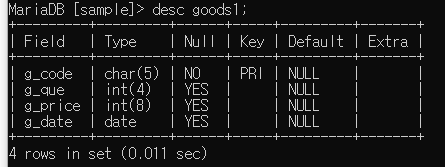 MariaDB [sample]> desc goods1;
+---------+---------+------+-----+---------+-------+
| Field   | Type    | Null | Key | Default | Extra |
+---------+---------+------+-----+---------+-------+
| g_code  | char(5) | NO   | PRI | NULL    |       |
| g_que   | int(4)  | YES  |     | NULL    |       |
| g_price | int(8)  | YES  |     | NULL    |       |
| g_date  | date    | YES  |     | NULL    |       |
+---------+---------+------+-----+---------+-------+
4 rows in set (0.011 sec)